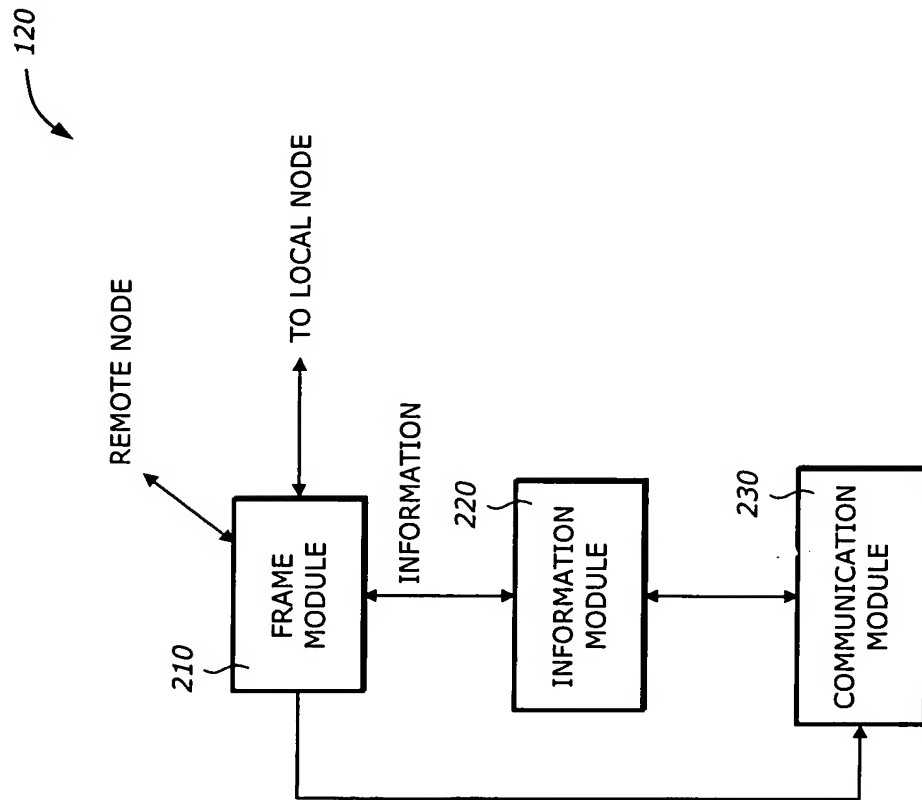 120
REMOTE NODE
TO LOCAL NODE
210
FRAME
MODULE
INFORMATION
220
INFORMATION
MODULE
230
COMMUNICATION
MODULE